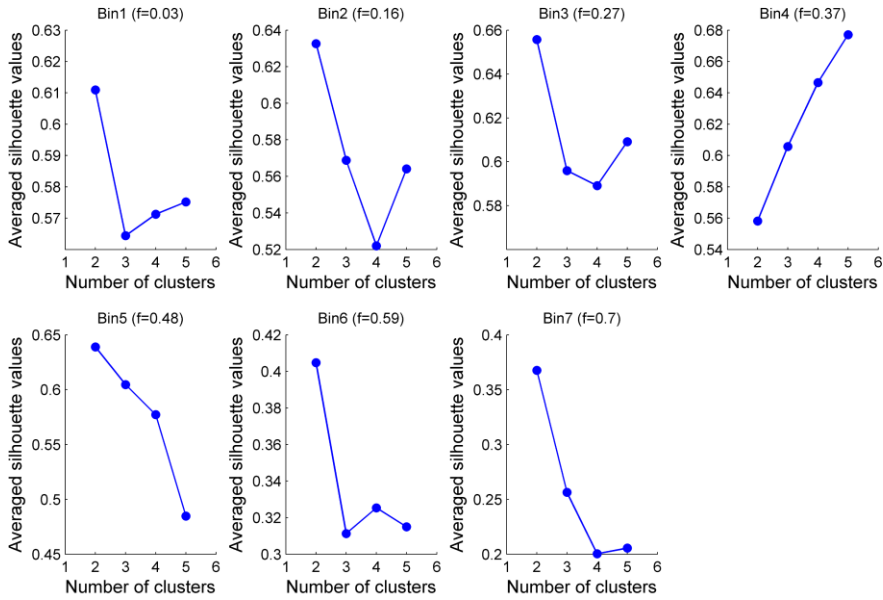 Bin1 (f=0.03)
Averaged silhouette values
0.63
0.62
0.61
0.6
0.59
0.58
0.57
1 2 3 4 5 6
Number of clusters
Bin2 (f=0.16)
Averaged silhouette values
0.64
0.62
0.6
0.58
0.56
0.54
0.52
1 2 3 4 5 6
Number of clusters
Bin3 (f=0.27)
Averaged silhouette values
0.66
0.64
0.62
0.6
0.58
1 2 3 4 5 6
Number of clusters
Bin4 (f=0.37)
Averaged silhouette values
0.68
0.66
0.64
0.62
0.6
0.58
0.56
0.54
1 2 3 4 5 6
Number of clusters
Bin5 (f=0.48)
Averaged silhouette values
0.65
0.6
0.55
0.5
0.45
1 2 3 4 5 6
Number of clusters
Bin6 (f=0.59)
Averaged silhouette values
0.42
0.4
0.38
0.36
0.34
0.32
0.3
1 2 3 4 5 6
Number of clusters
Bin7 (f=0.7)
Averaged silhouette values
0.4
0.35
0.3
0.25
0.2
1 2 3 4 5 6
Number of clusters